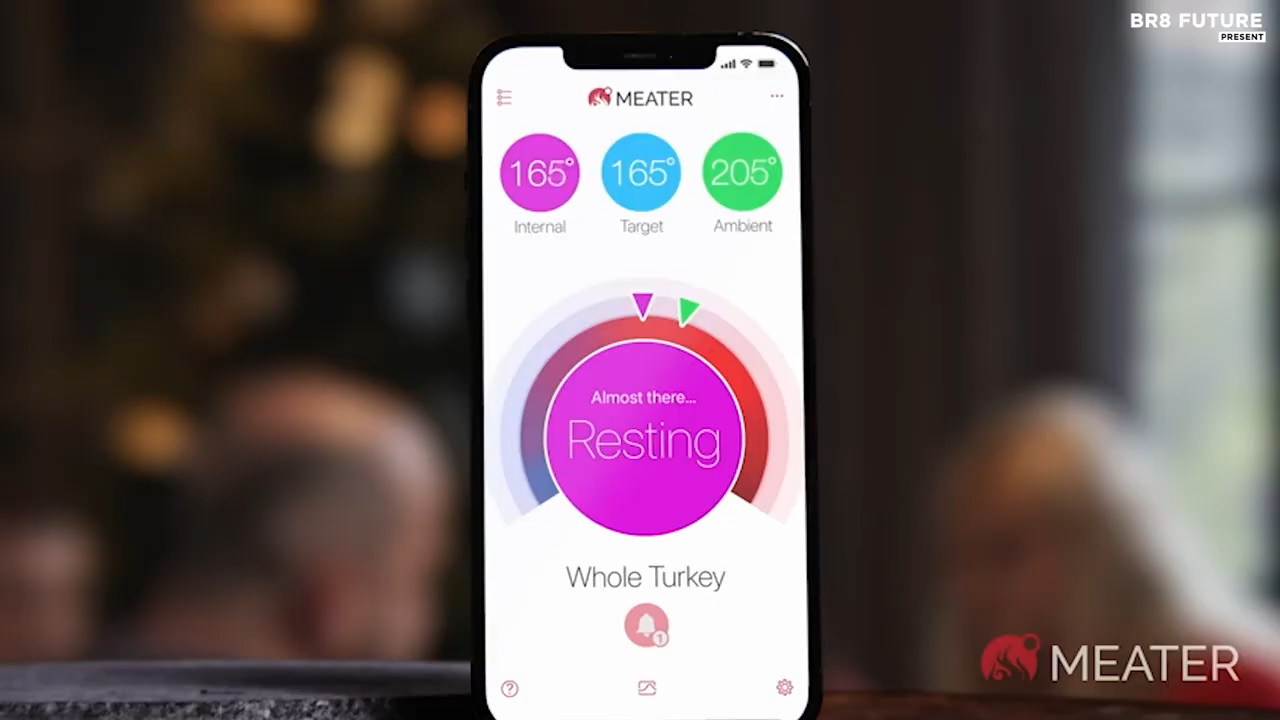 BR8 FUTURE
PRESENT
MEATER
165° 165° 205°
Internal Target Ambient
Almost there...
Resting
Whole Turkey
1
?
MEATER